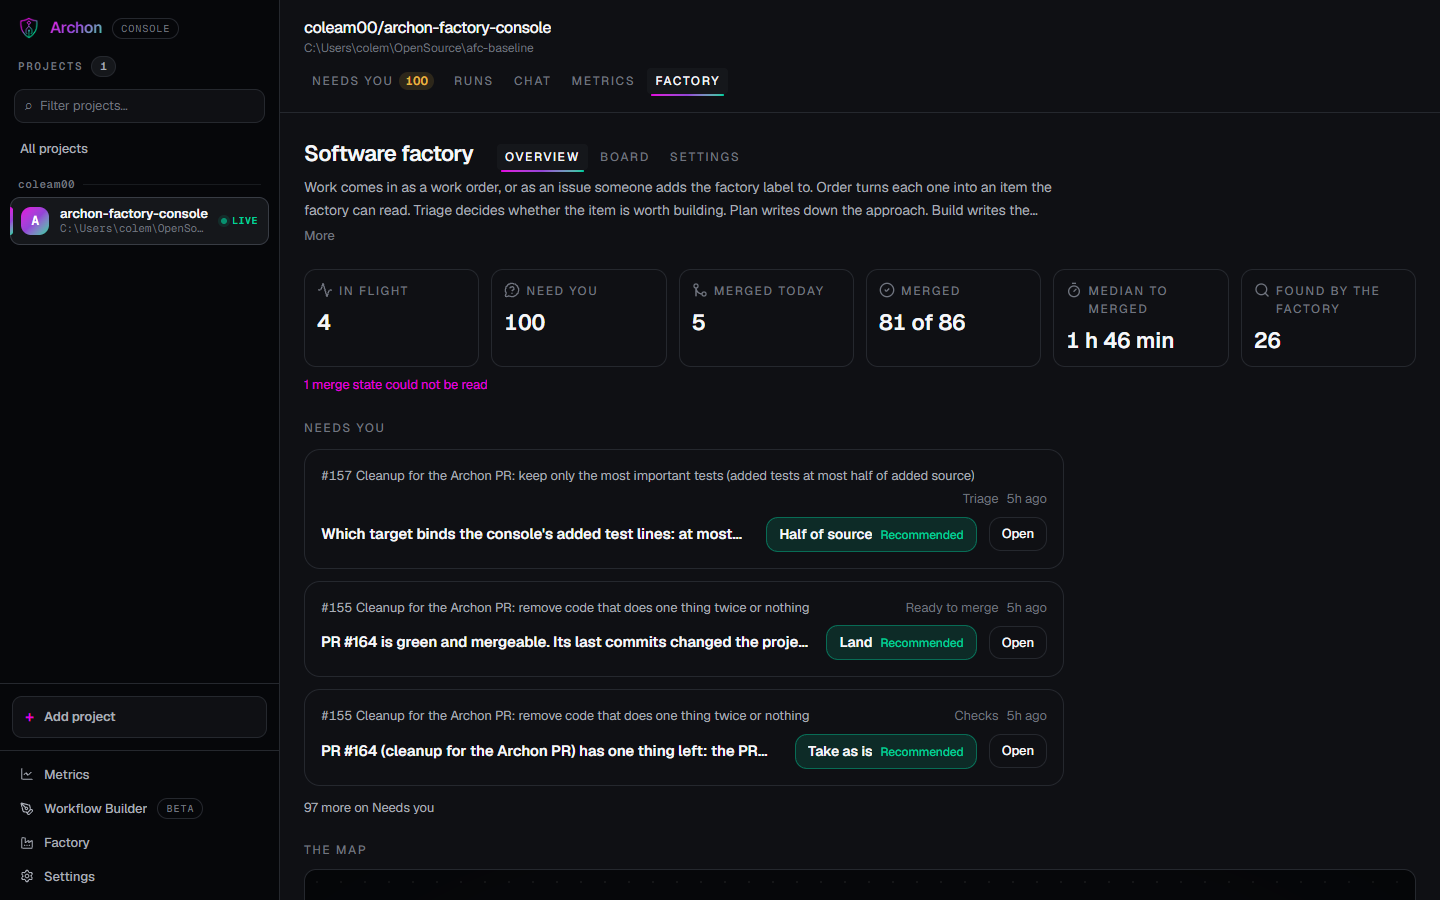 Archon CONSOLE
PROJECTS 1
Filter projects...
All projects
coleam00
A
archon-factory-console
C:\Users\colem\OpenSo...
LIVE
+ Add project
Metrics
Workflow Builder BETA
Factory
Settings
coleam00/archon-factory-console
C:\Users\colem\OpenSource\afc-baseline
NEEDS YOU 100 RUNS CHAT METRICS FACTORY
Software factory OVERVIEW BOARD SETTINGS
Work comes in as a work order, or as an issue someone adds the factory label to. Order turns each one into an item the
factory can read. Triage decides whether the item is worth building. Plan writes down the approach. Build writes the...
More
IN FLIGHT
4
NEED YOU
100
MERGED TODAY
5
MERGED
81 of 86
MEDIAN TO
MERGED
1 h 46 min
FOUND BY THE
FACTORY
26
1 merge state could not be read
NEEDS YOU
#157 Cleanup for the Archon PR: keep only the most important tests (added tests at most half of added source)
Triage 5h ago
Which target binds the console's added test lines: at most... Half of source Recommended Open
#155 Cleanup for the Archon PR: remove code that does one thing twice or nothing Ready to merge 5h ago
PR #164 is green and mergeable. Its last commits changed the proje... Land Recommended Open
#155 Cleanup for the Archon PR: remove code that does one thing twice or nothing Checks 5h ago
PR #164 (cleanup for the Archon PR) has one thing left: the PR... Take as is Recommended Open
97 more on Needs you
THE MAP